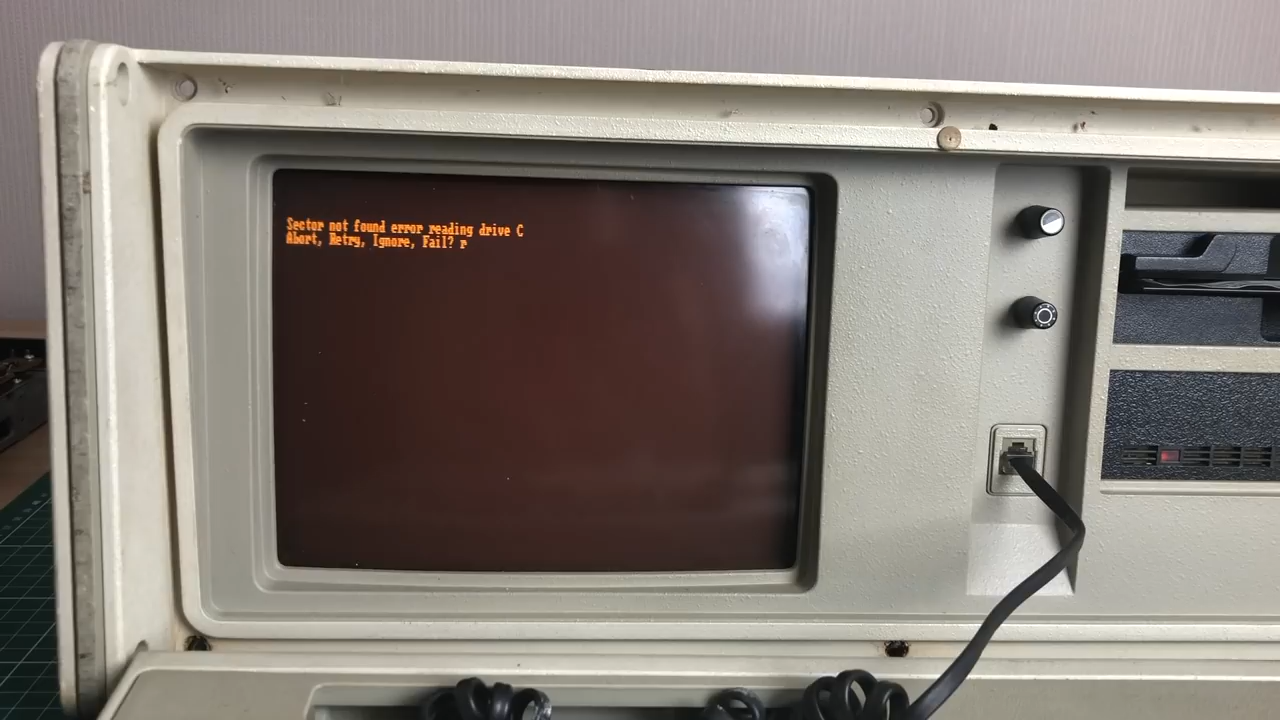 Sector not found error reading drive C
Abort, Retry, Ignore, Fail? r